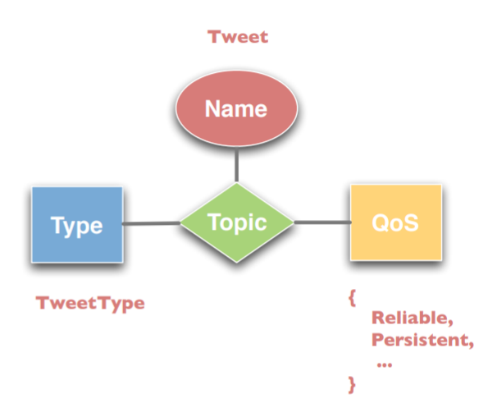 Tweet
Name
Type
Topic
QoS
TweetType
{
Reliable,
Persistent,
...
}